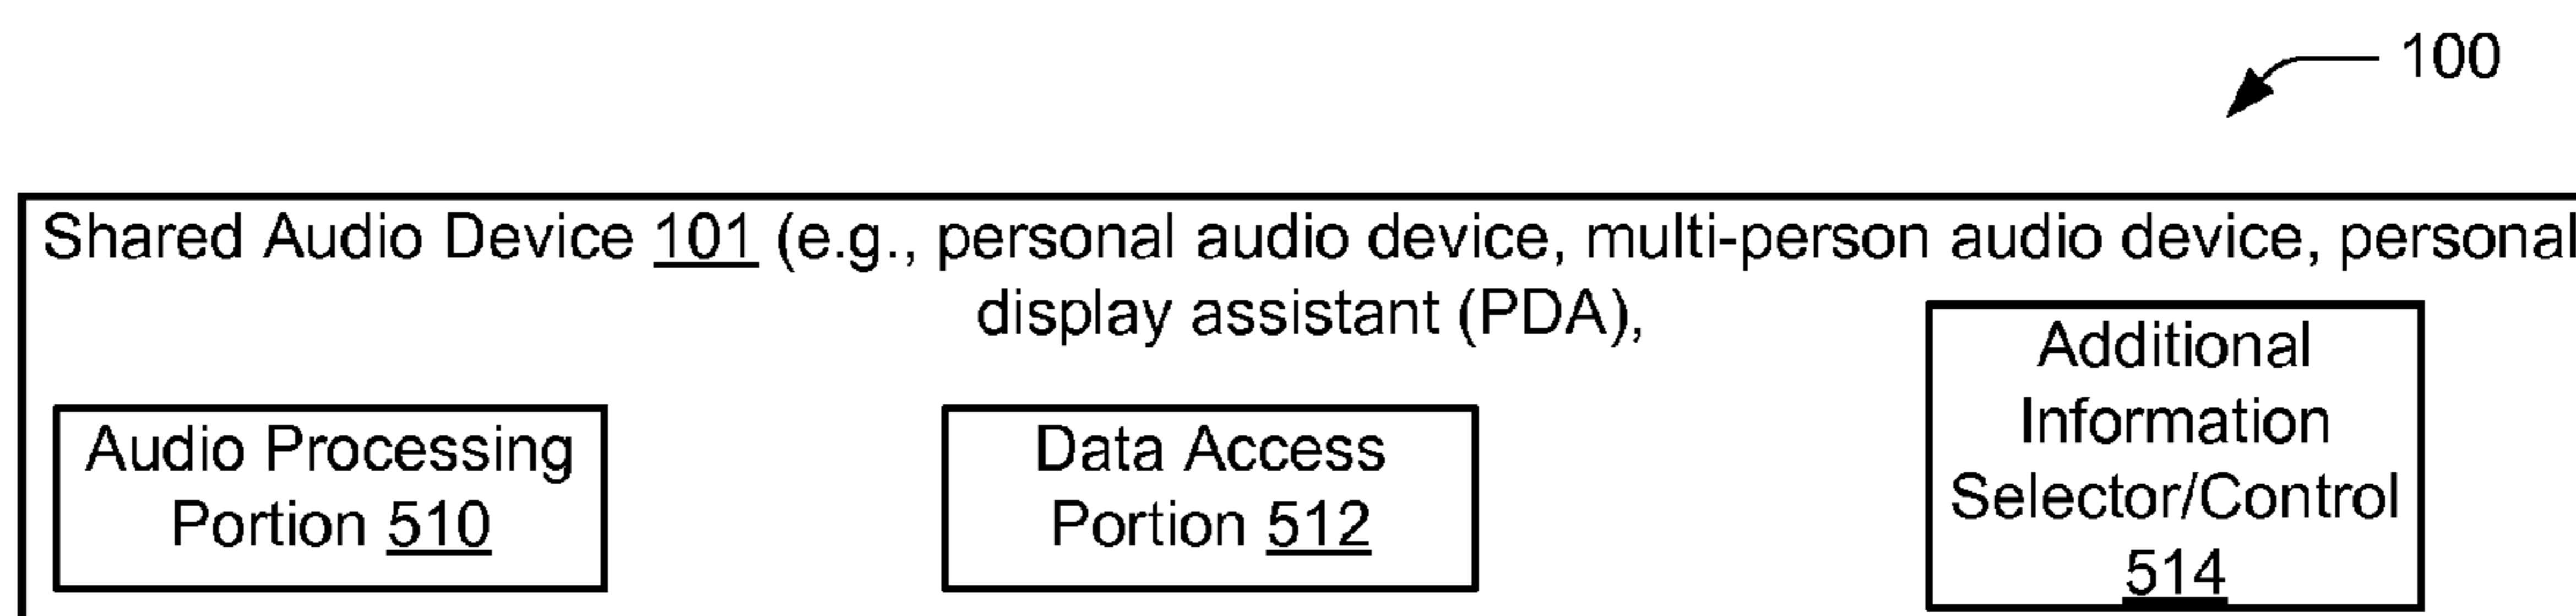 100
Shared Audio Device 101 (e.g., personal audio device, multi-person audio device, personal
display assistant (PDA),
Audio Processing
Portion 510
Data Access
Portion 512
Additional
Information
Selector/Control
514